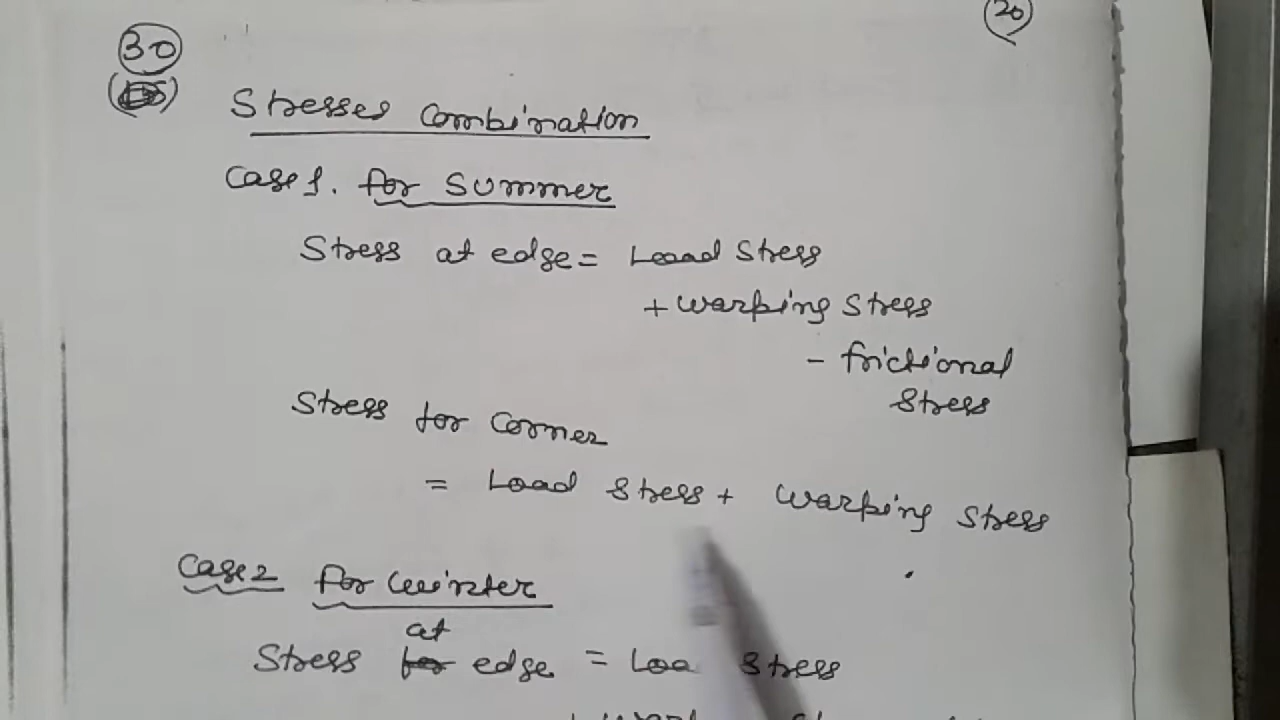 20
30
Stresses combination
Case 1. for summer
Stress at edge = Load stress
+ warping stress
- frictional
stress
Stress for corner
= Load stress + warping stress
Case 2 for winter
at
Stress for edge = Loa stress